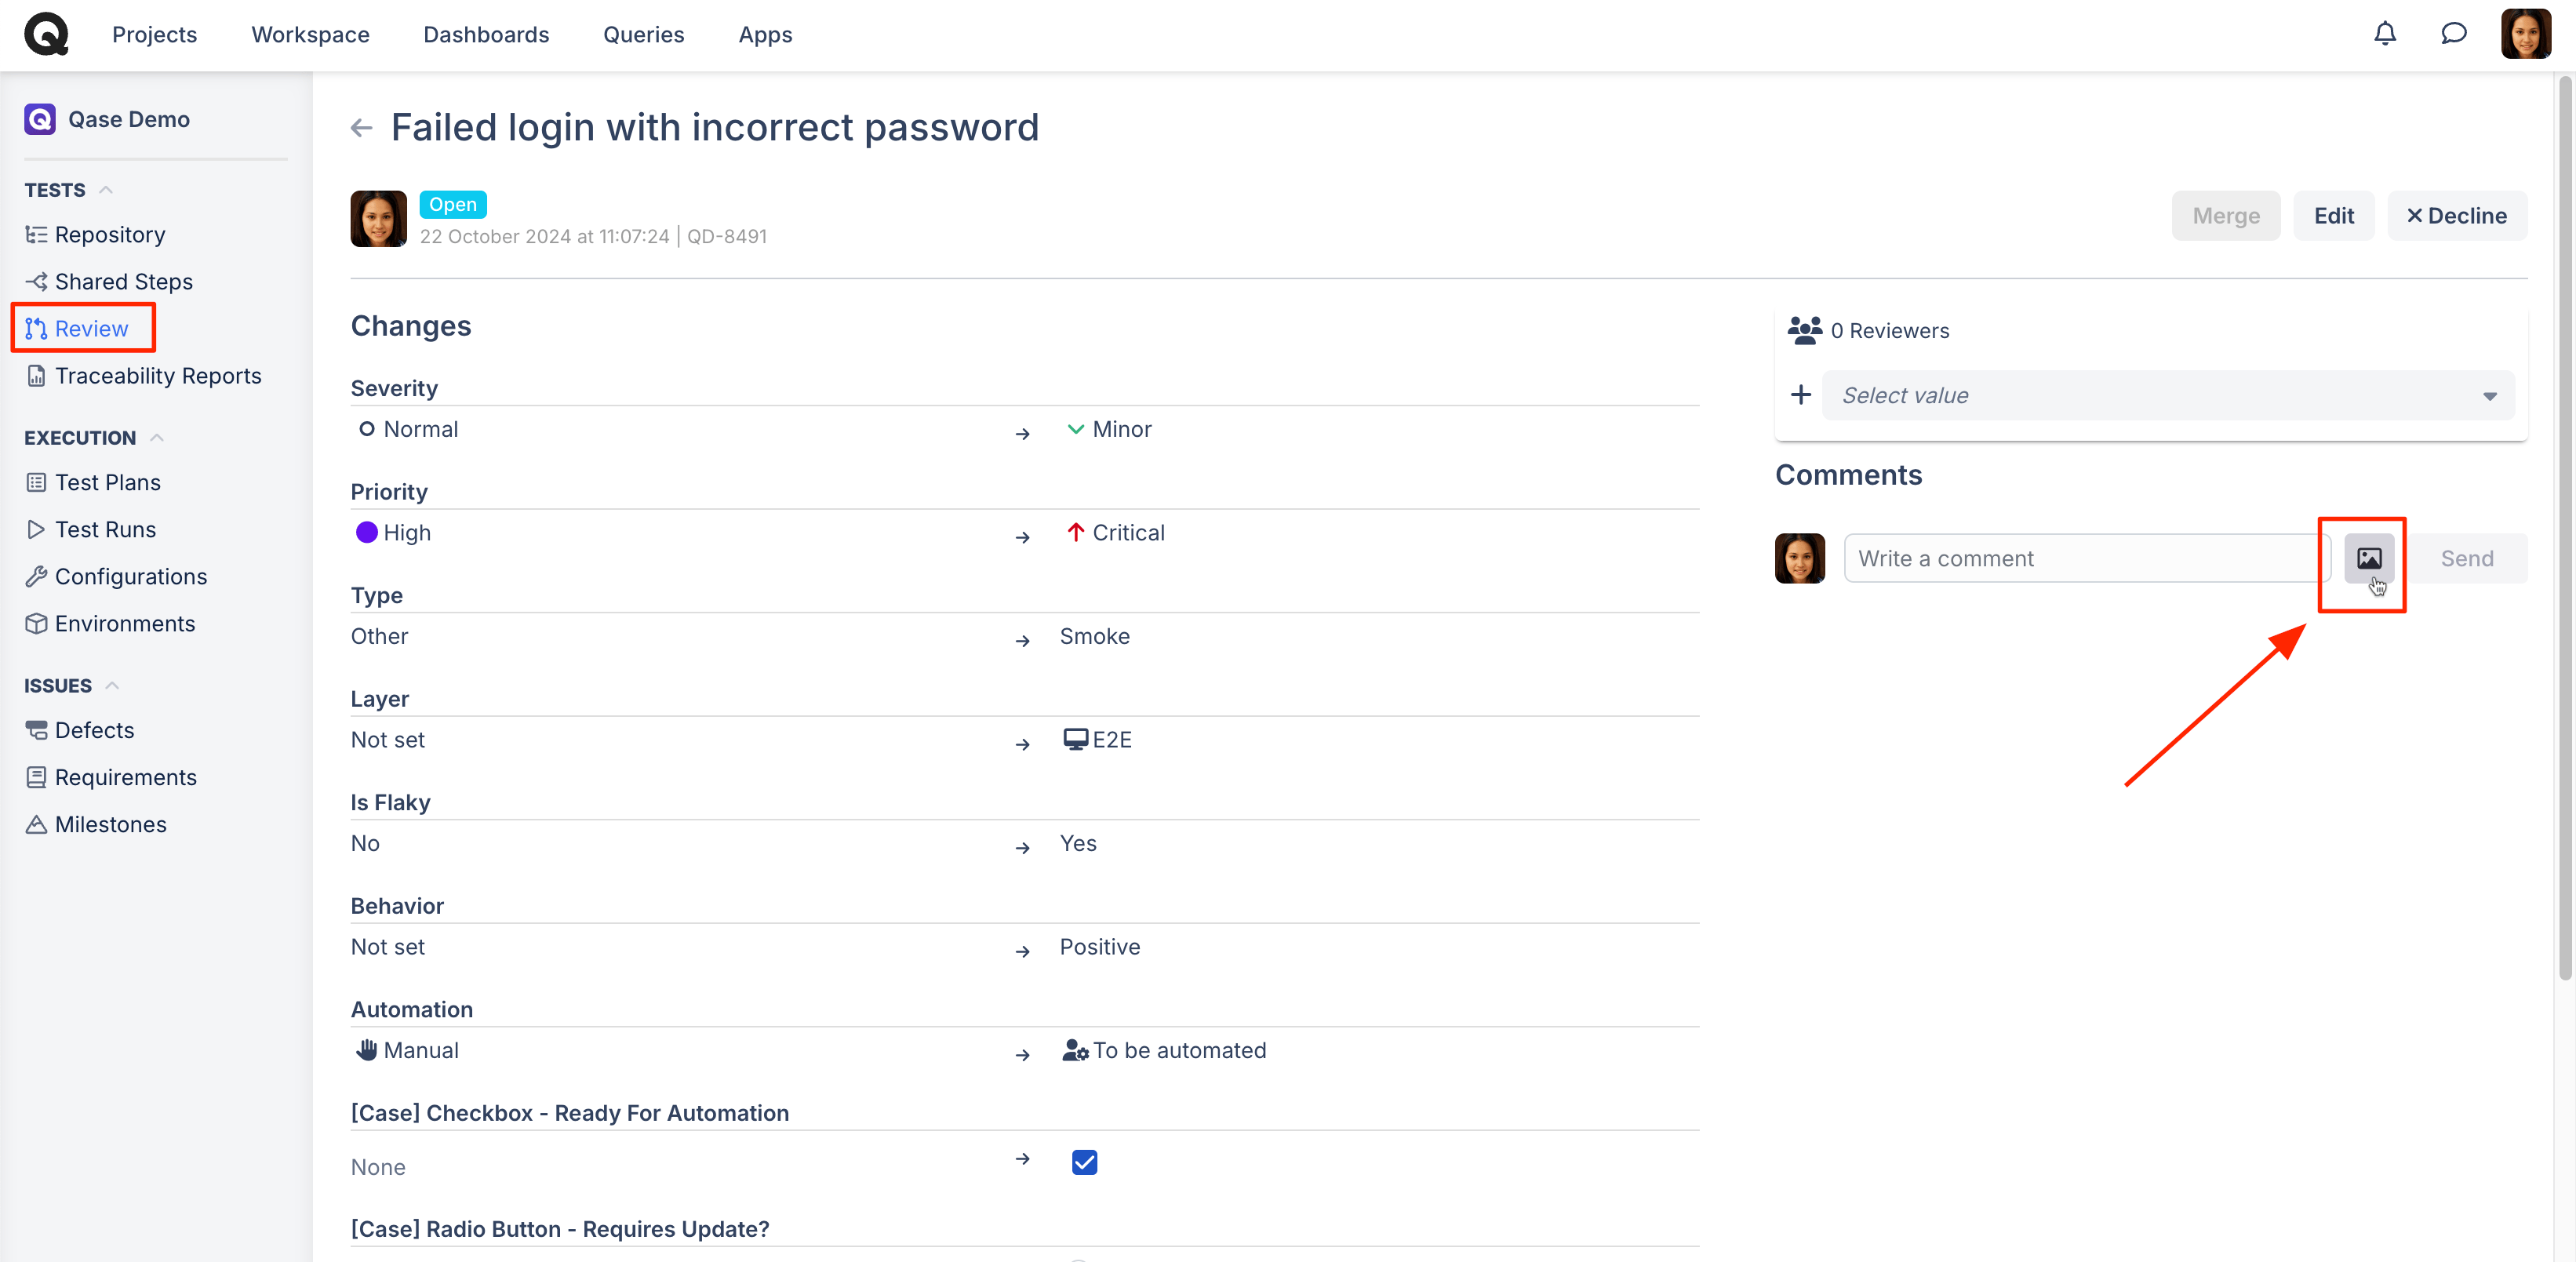 Projects Workspace Dashboards Queries Apps
Qase Demo
TESTS
Repository
Shared Steps
Review
Traceability Reports
EXECUTION
Test Plans
Test Runs
Configurations
Environments
ISSUES
Defects
Requirements
Milestones
Failed login with incorrect password
Open
22 October 2024 at 11:07:24 | QD-8491
Merge Edit Decline
Changes
Severity
Normal → Minor
Priority
High → Critical
Type
Other → Smoke
Layer
Not set → E2E
Is Flaky
No → Yes
Behavior
Not set → Positive
Automation
Manual → To be automated
[Case] Checkbox - Ready For Automation
None →
[Case] Radio Button - Requires Update?
0 Reviewers
Select value
Comments
Write a comment Send